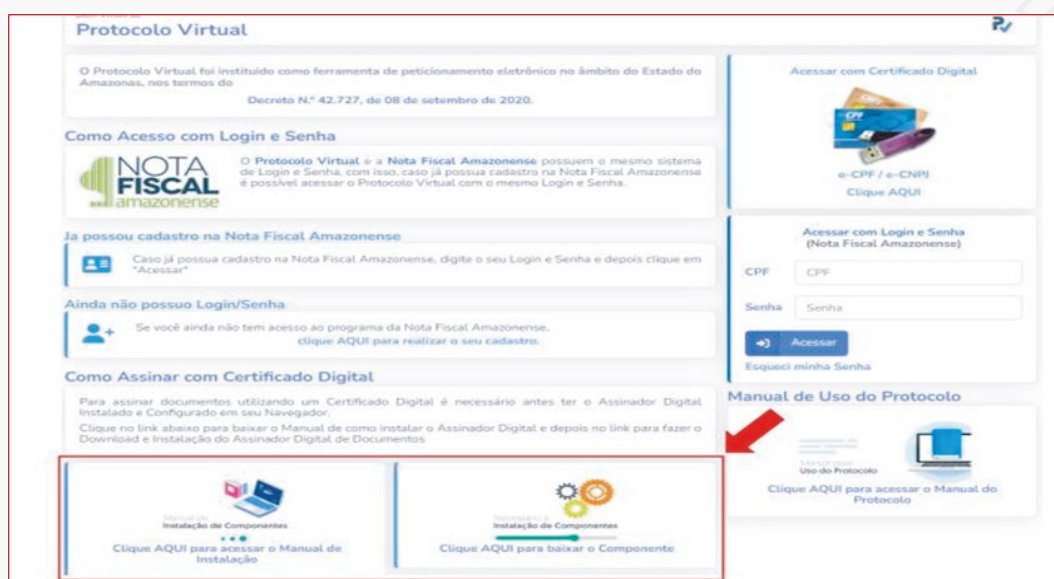 Protocolo Virtual
O Protocolo Virtual foi instituído como ferramenta de peticionamento eletrônico no âmbito do Estado do
Amazonas, nos termos do
Decreto N.º 42.727, de 08 de setembro de 2020.
Como Acesso com Login e Senha
NOTA
FISCAL
amazonense
O Protocolo Virtual e a Nota Fiscal Amazonense possuem o mesmo sistema
de Login e Senha, com isso, caso já possua cadastro na Nota Fiscal Amazonense
é possível acessar o Protocolo Virtual com o mesmo Login e Senha.
Ja possou cadastro na Nota Fiscal Amazonense
Caso já possua cadastro na Nota Fiscal Amazonense, digite o seu Login e Senha e depois clique em
"Acessar"
Ainda não possuo Login/Senha
Se você ainda não tem acesso ao programa da Nota Fiscal Amazonense,
clique AQUI para realizar o seu cadastro.
Como Assinar com Certificado Digital
Para assinar documentos utilizando um Certificado Digital é necessário antes ter o Assinador Digital
Instalado e Configurado em seu Navegador.
Clique no link abaixo para baixar o Manual de como instalar o Assinador Digital e depois no link para fazer o
Download e Instalação do Assinador Digital de Documentos
Manual de
Instalação de Componentes
Clique AQUI para acessar o Manual de
Instalação
Necessário a
Instalação de Componentes
Clique AQUI para baixar o Componente
Acessar com Certificado Digital
CPF
e-CPF / e-CNPJ
Clique AQUI
Acessar com Login e Senha
(Nota Fiscal Amazonense)
CPF
CPF
Senha
Senha
Acessar
Esqueci minha Senha
Manual de Uso do Protocolo
Manual para
Uso do Protocolo
Clique AQUI para acessar o Manual do
Protocolo